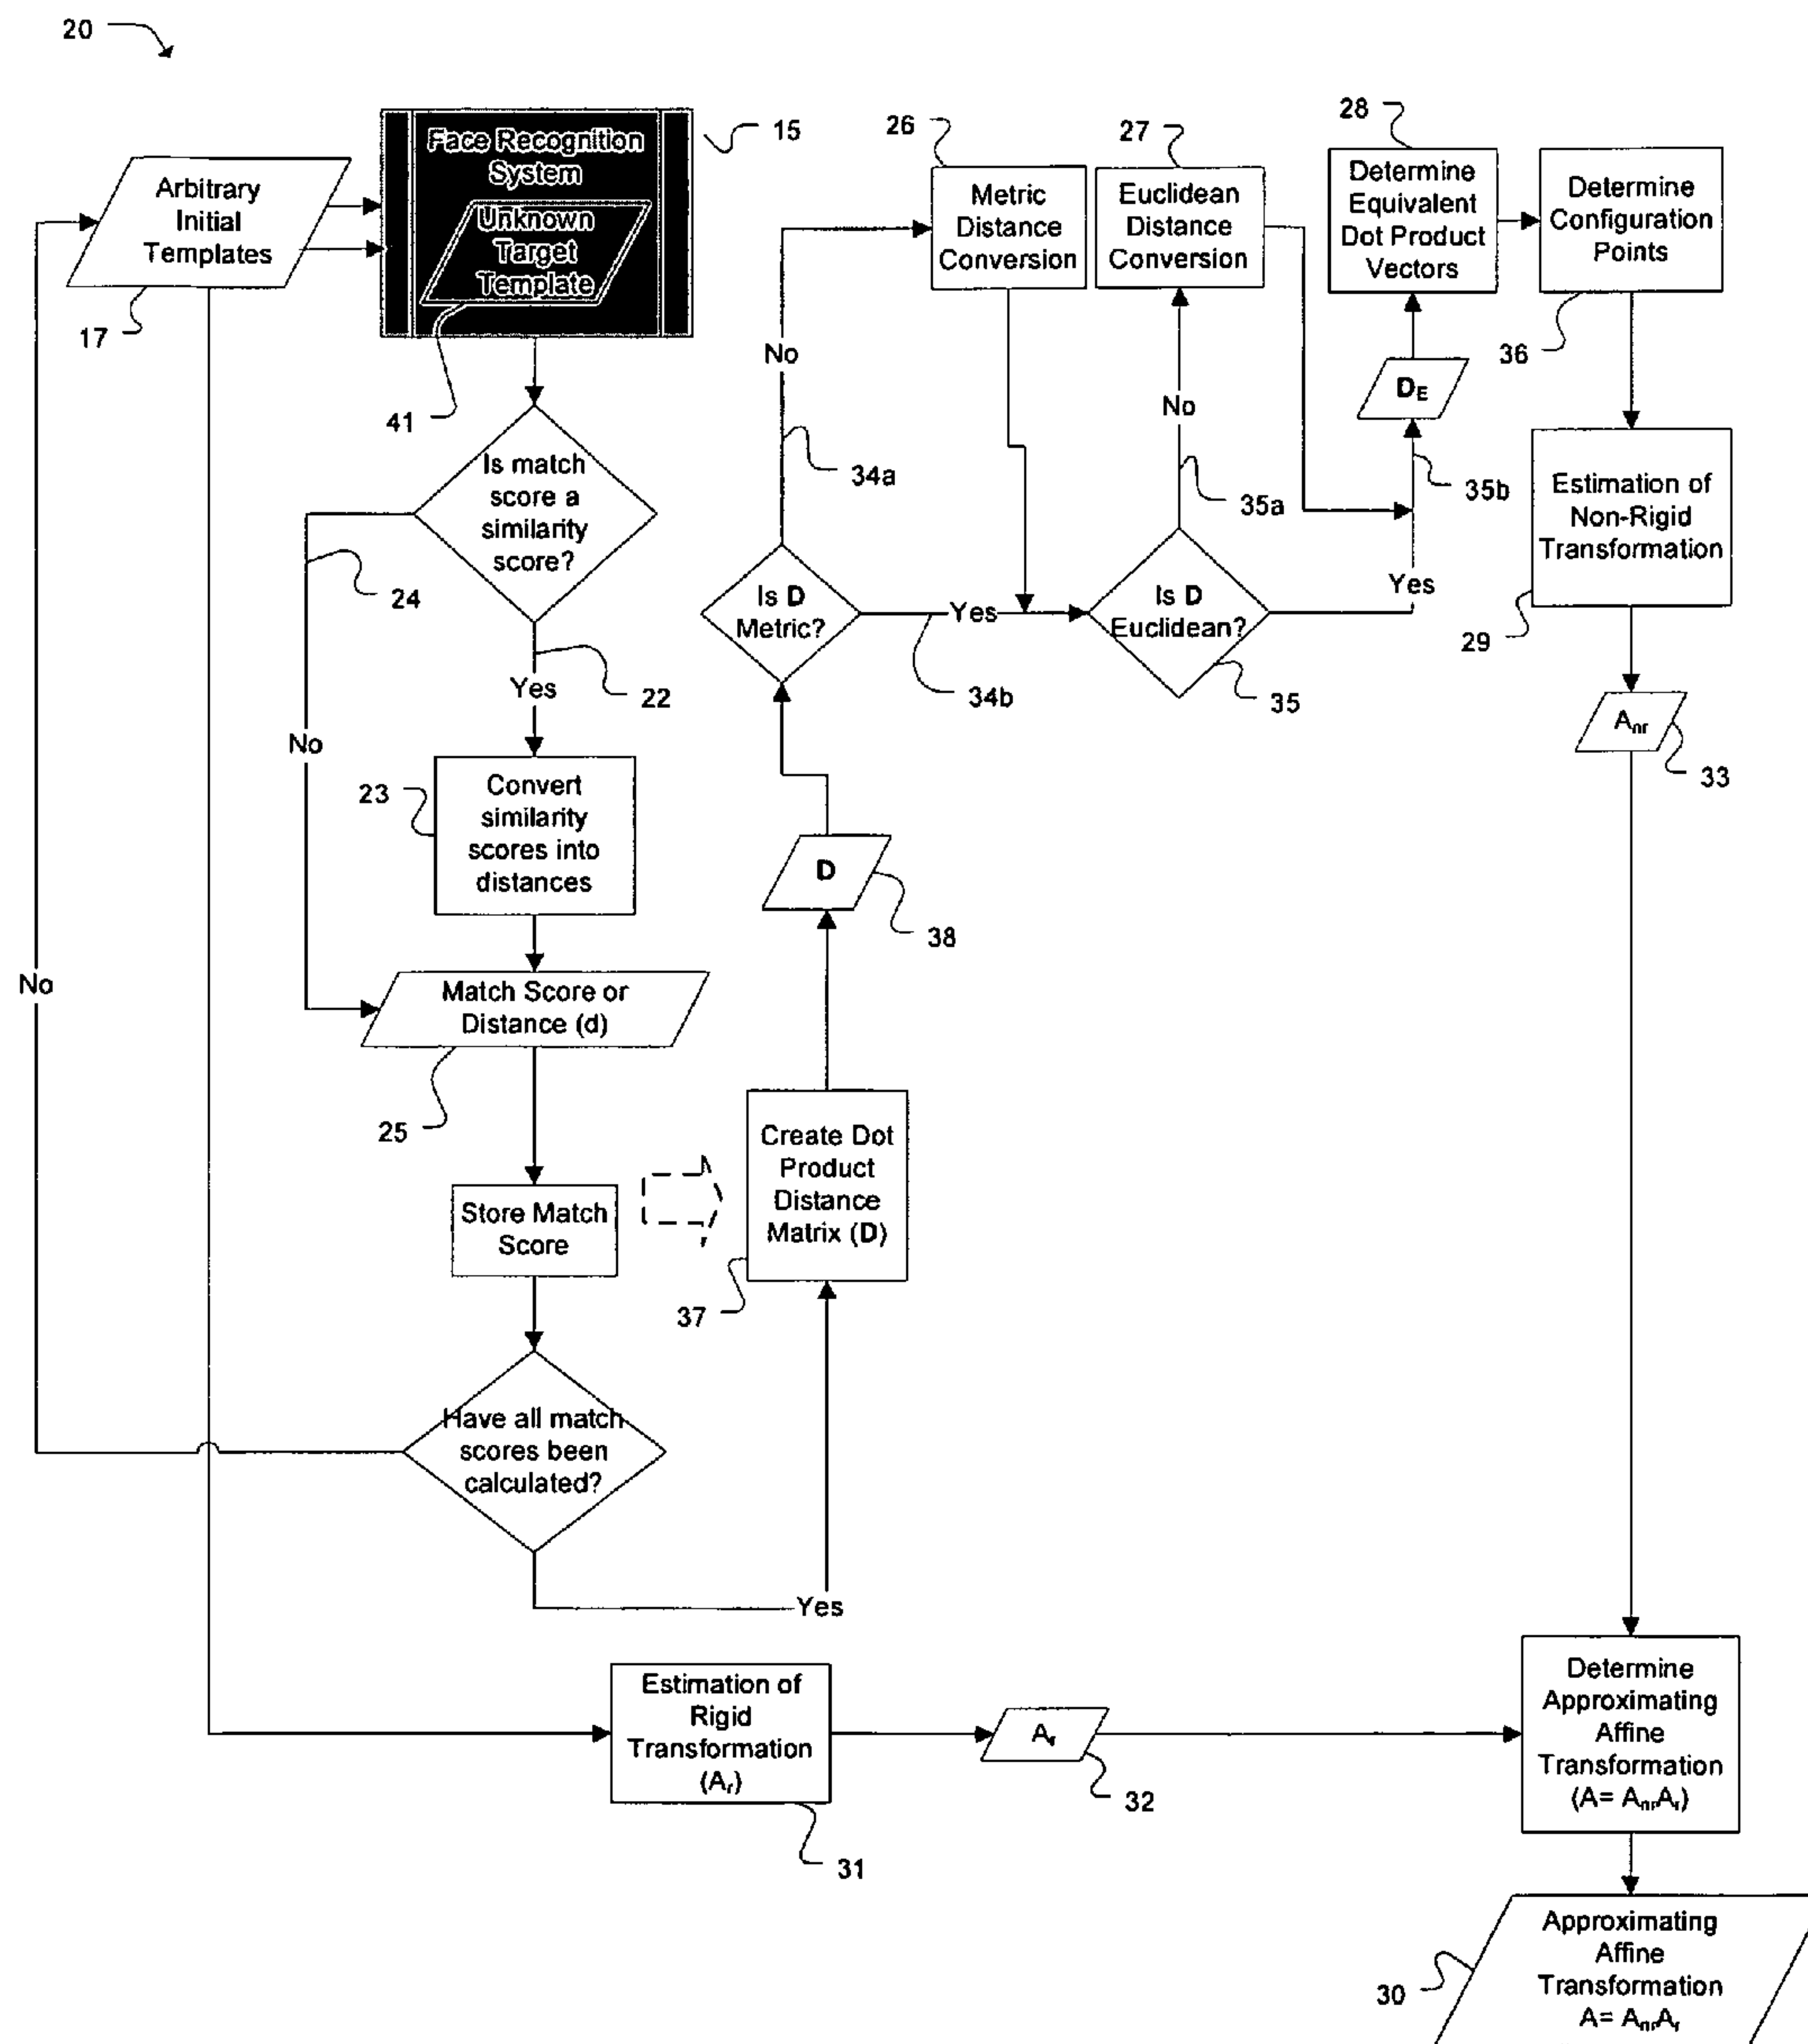 20
Arbitrary
Initial
Templates
17
Face Recognition
System
Unknown
Target
Template
15
41
Is match
score a
similarity
score?
24
22
Yes
No
23
Convert
similarity
scores into
distances
Match Score or
Distance (d)
25
Store Match
Score
Have all match
scores been
calculated?
No
Yes
37
Create Dot
Product
Distance
Matrix (D)
D
38
Is D
Metric?
No
34a
Yes
34b
26
Metric
Distance
Conversion
27
Euclidean
Distance
Conversion
No
35a
Is D
Euclidean?
35
Yes
35b
DE
28
Determine
Equivalent
Dot Product
Vectors
Determine
Configuration
Points
36
Estimation of
Non-Rigid
Transformation
29
Anr
33
Estimation of
Rigid
Transformation
(Ar)
31
Ar
32
Determine
Approximating
Affine
Transformation
(A= AnrAr)
30
Approximating
Affine
Transformation
A= AnrAr